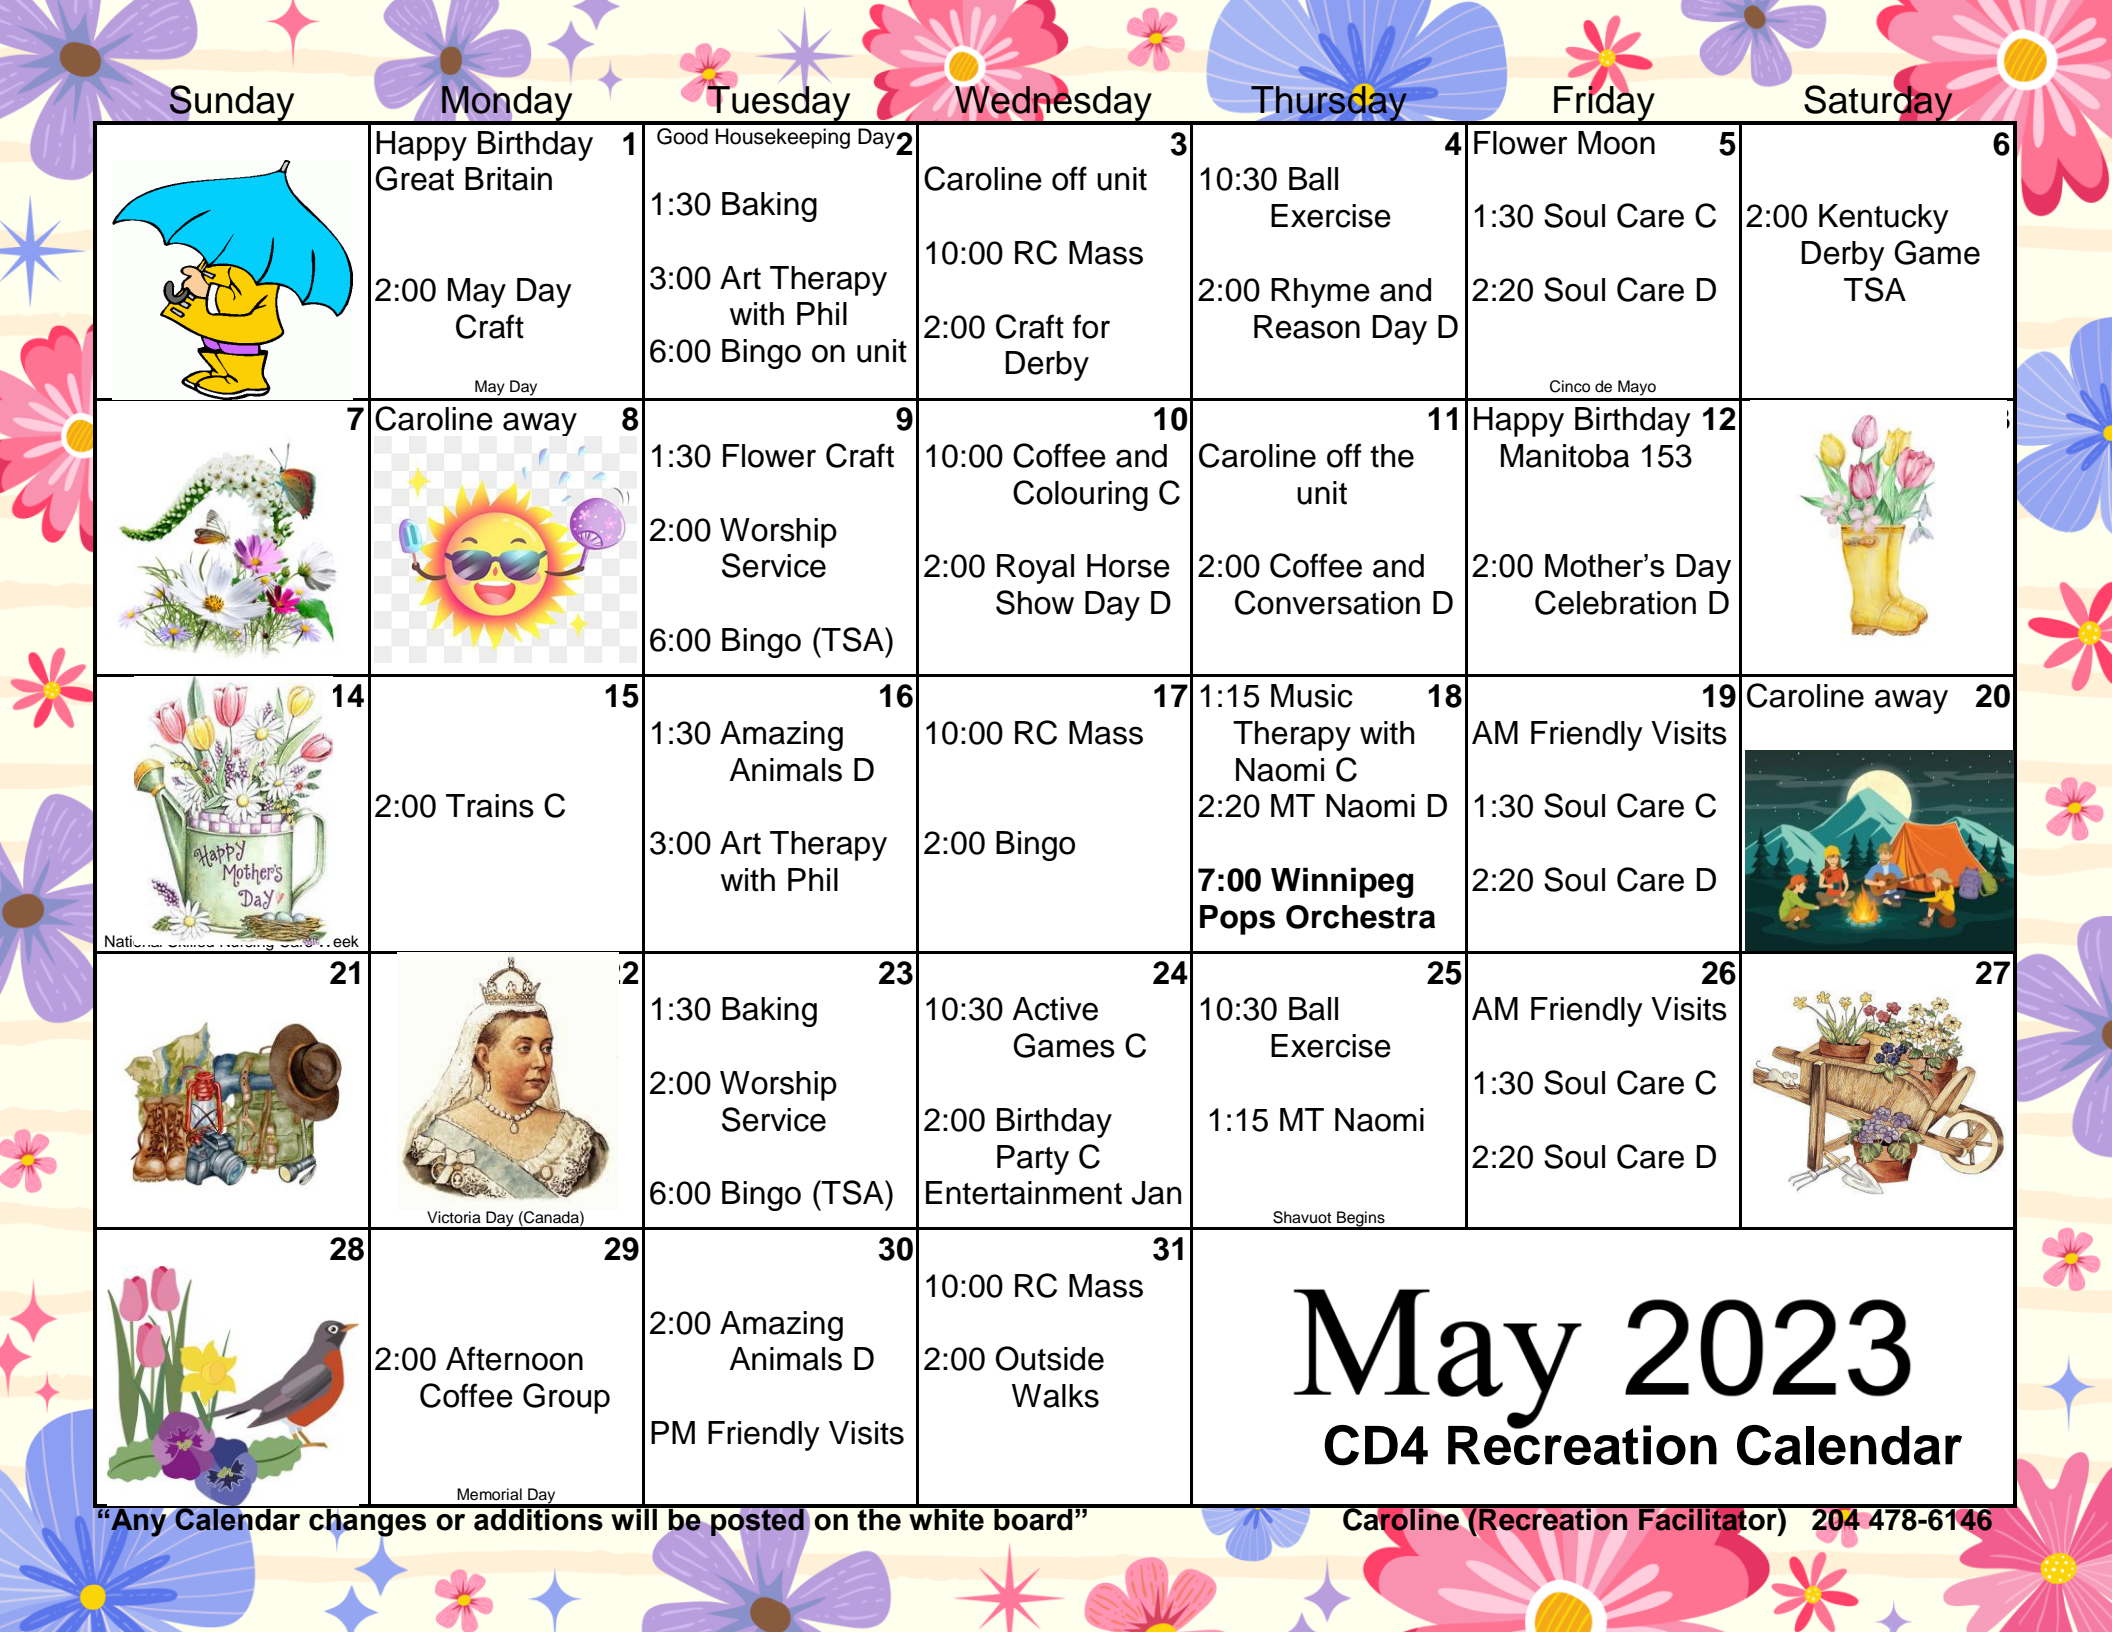 Sunday Monday Tuesday Wednesday Thursday Friday Saturday
Happy Birthday 1
Great Britain
2:00 May Day
Craft
May Day
Good Housekeeping Day 2
1:30 Baking
3:00 Art Therapy
with Phil
6:00 Bingo on unit
3
Caroline off unit
10:00 RC Mass
2:00 Craft for
Derby
4
10:30 Ball
Exercise
2:00 Rhyme and
Reason Day D
Flower Moon 5
1:30 Soul Care C
2:20 Soul Care D
Cinco de Mayo
6
2:00 Kentucky
Derby Game
TSA
7
Caroline away 8
9
1:30 Flower Craft
2:00 Worship
Service
6:00 Bingo (TSA)
10
10:00 Coffee and
Colouring C
2:00 Royal Horse
Show Day D
11
Caroline off the
unit
2:00 Coffee and
Conversation D
Happy Birthday 12
Manitoba 153
2:00 Mother’s Day
Celebration D
14
Happy
Mother's
Day
15
2:00 Trains C
16
1:30 Amazing
Animals D
3:00 Art Therapy
with Phil
17
10:00 RC Mass
2:00 Bingo
1:15 Music 18
Therapy with
Naomi C
2:20 MT Naomi D
7:00 Winnipeg
Pops Orchestra
19
AM Friendly Visits
1:30 Soul Care C
2:20 Soul Care D
Caroline away 20
21
22
Victoria Day (Canada)
23
1:30 Baking
2:00 Worship
Service
6:00 Bingo (TSA)
24
10:30 Active
Games C
2:00 Birthday
Party C
Entertainment Jan
25
10:30 Ball
Exercise
1:15 MT Naomi
Shavuot Begins
26
AM Friendly Visits
1:30 Soul Care C
2:20 Soul Care D
27
28
29
2:00 Afternoon
Coffee Group
Memorial Day
30
2:00 Amazing
Animals D
PM Friendly Visits
31
10:00 RC Mass
2:00 Outside
Walks
May 2023
CD4 Recreation Calendar
“Any Calendar changes or additions will be posted on the white board” Caroline (Recreation Facilitator) 204 478-6146